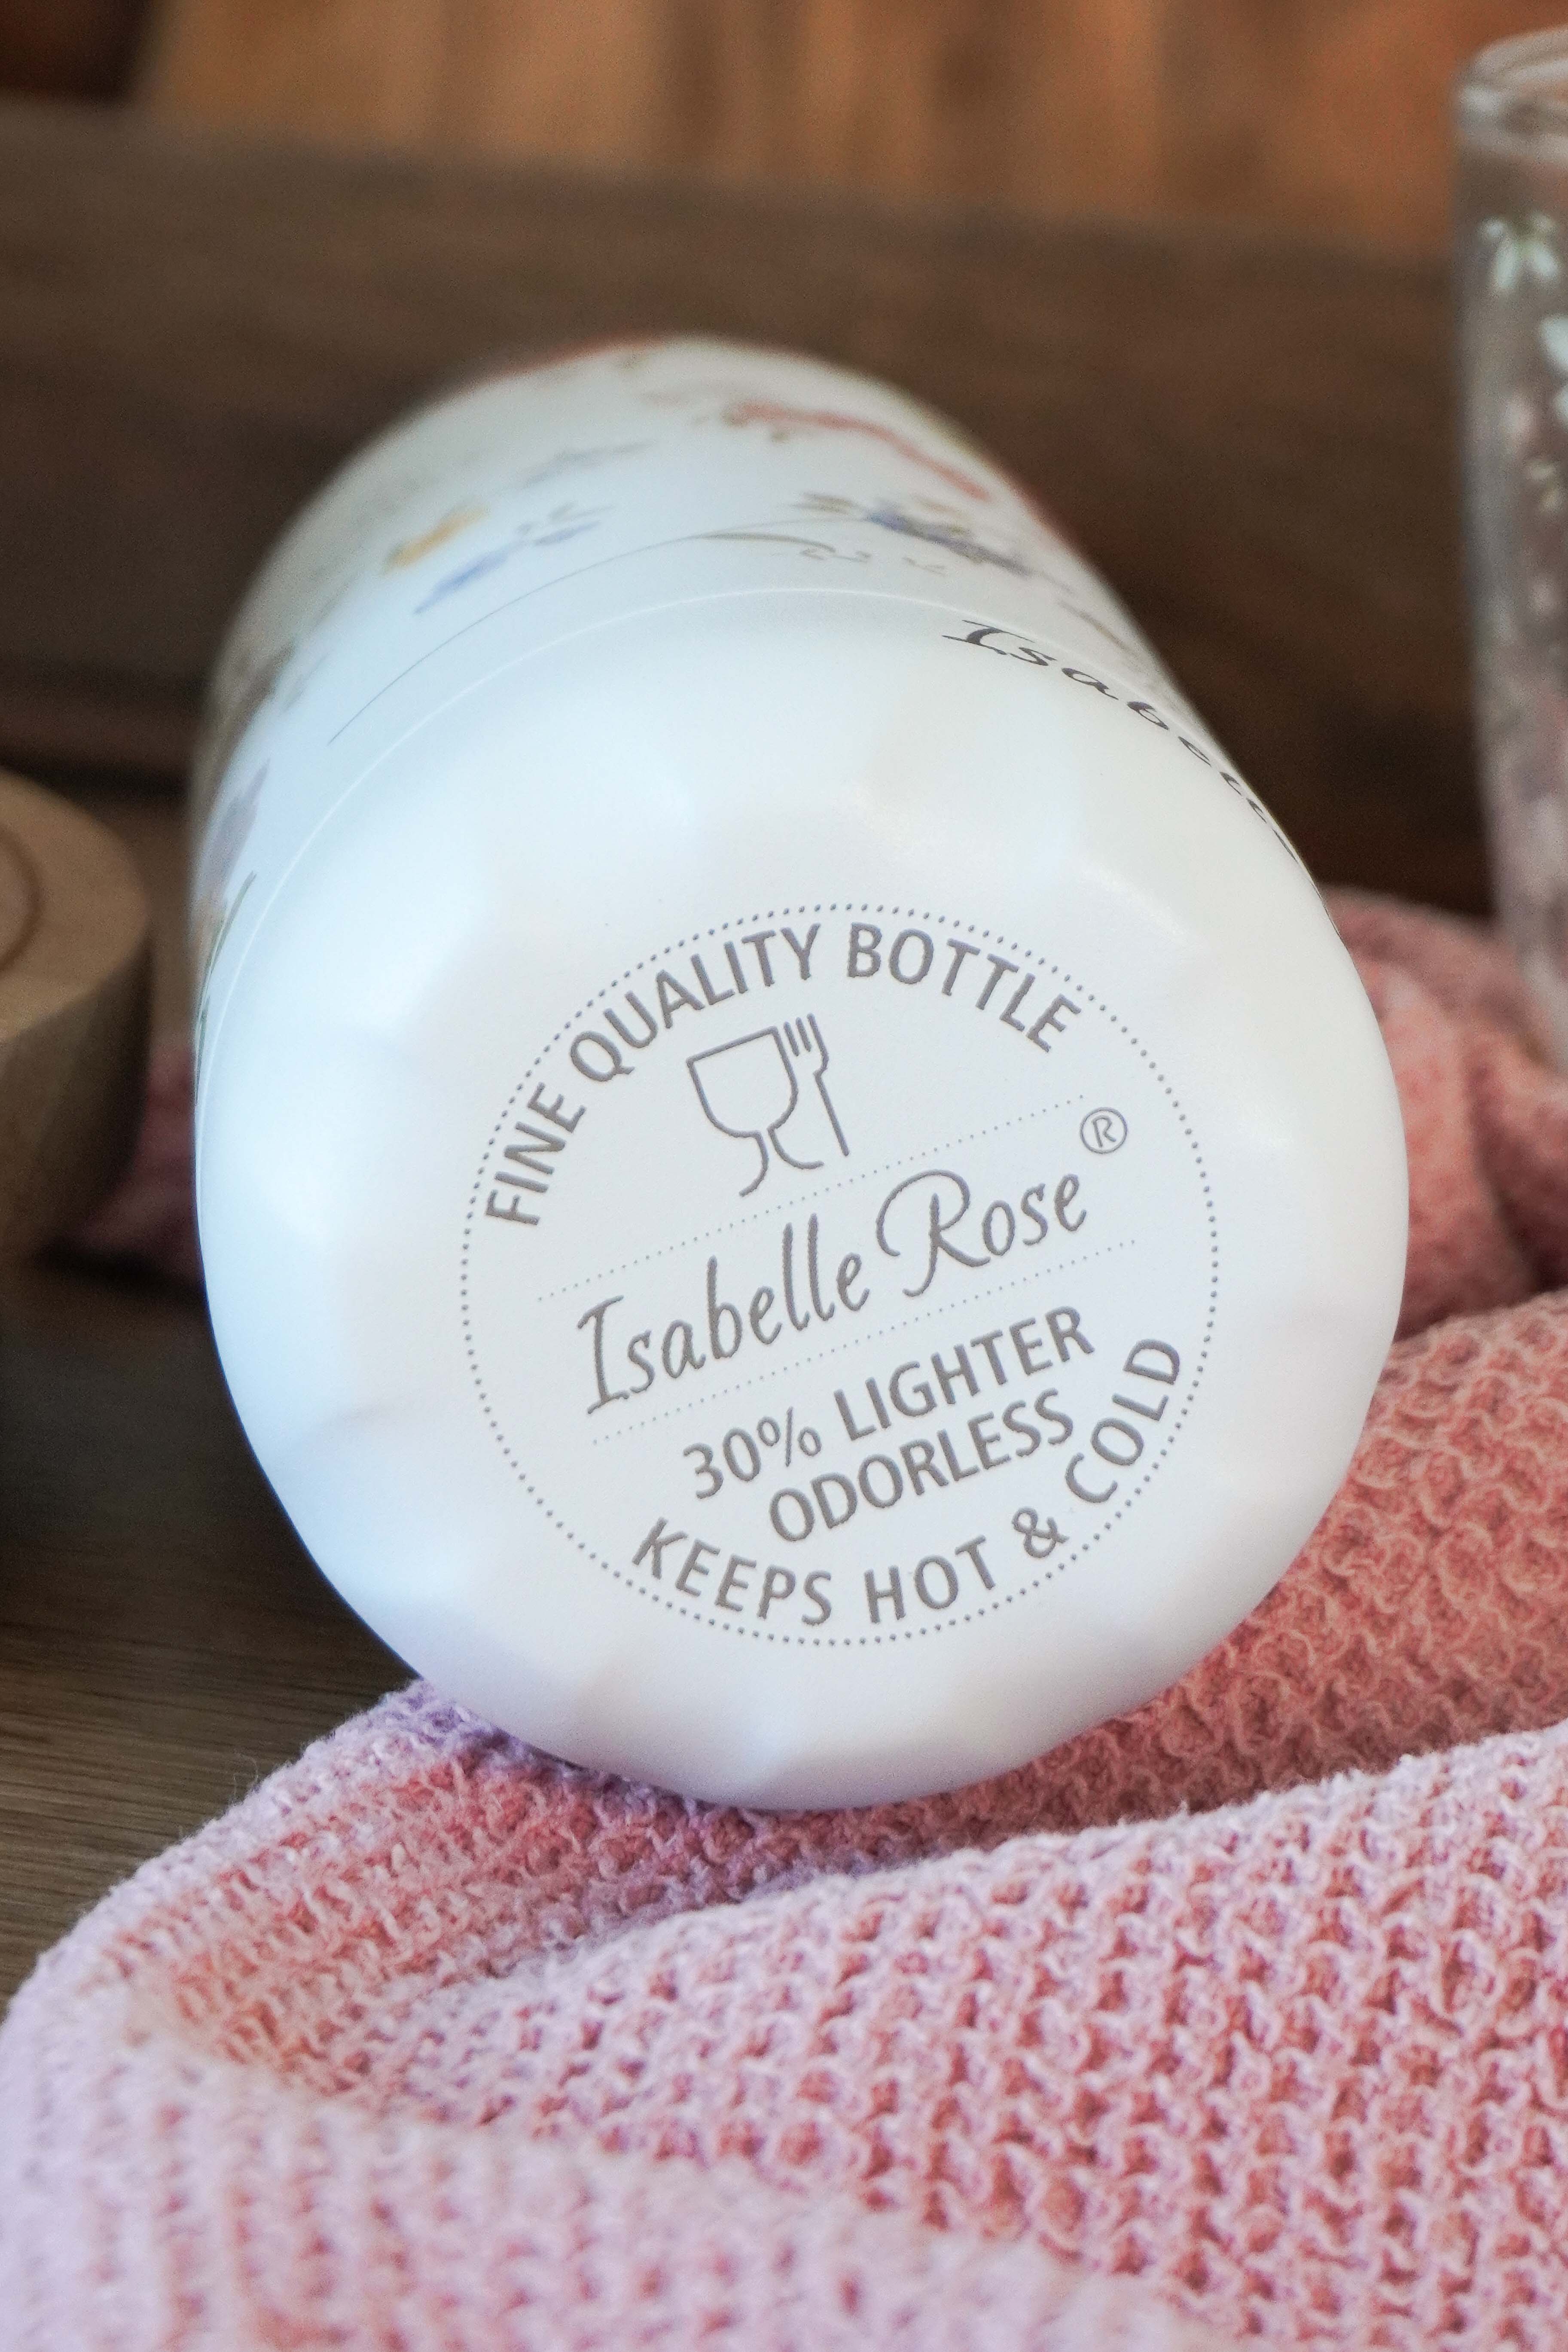 FINE QUALITY BOTTLE
Isabelle Rose®
30% LIGHTER
ODORLESS
KEEPS HOT & COLD